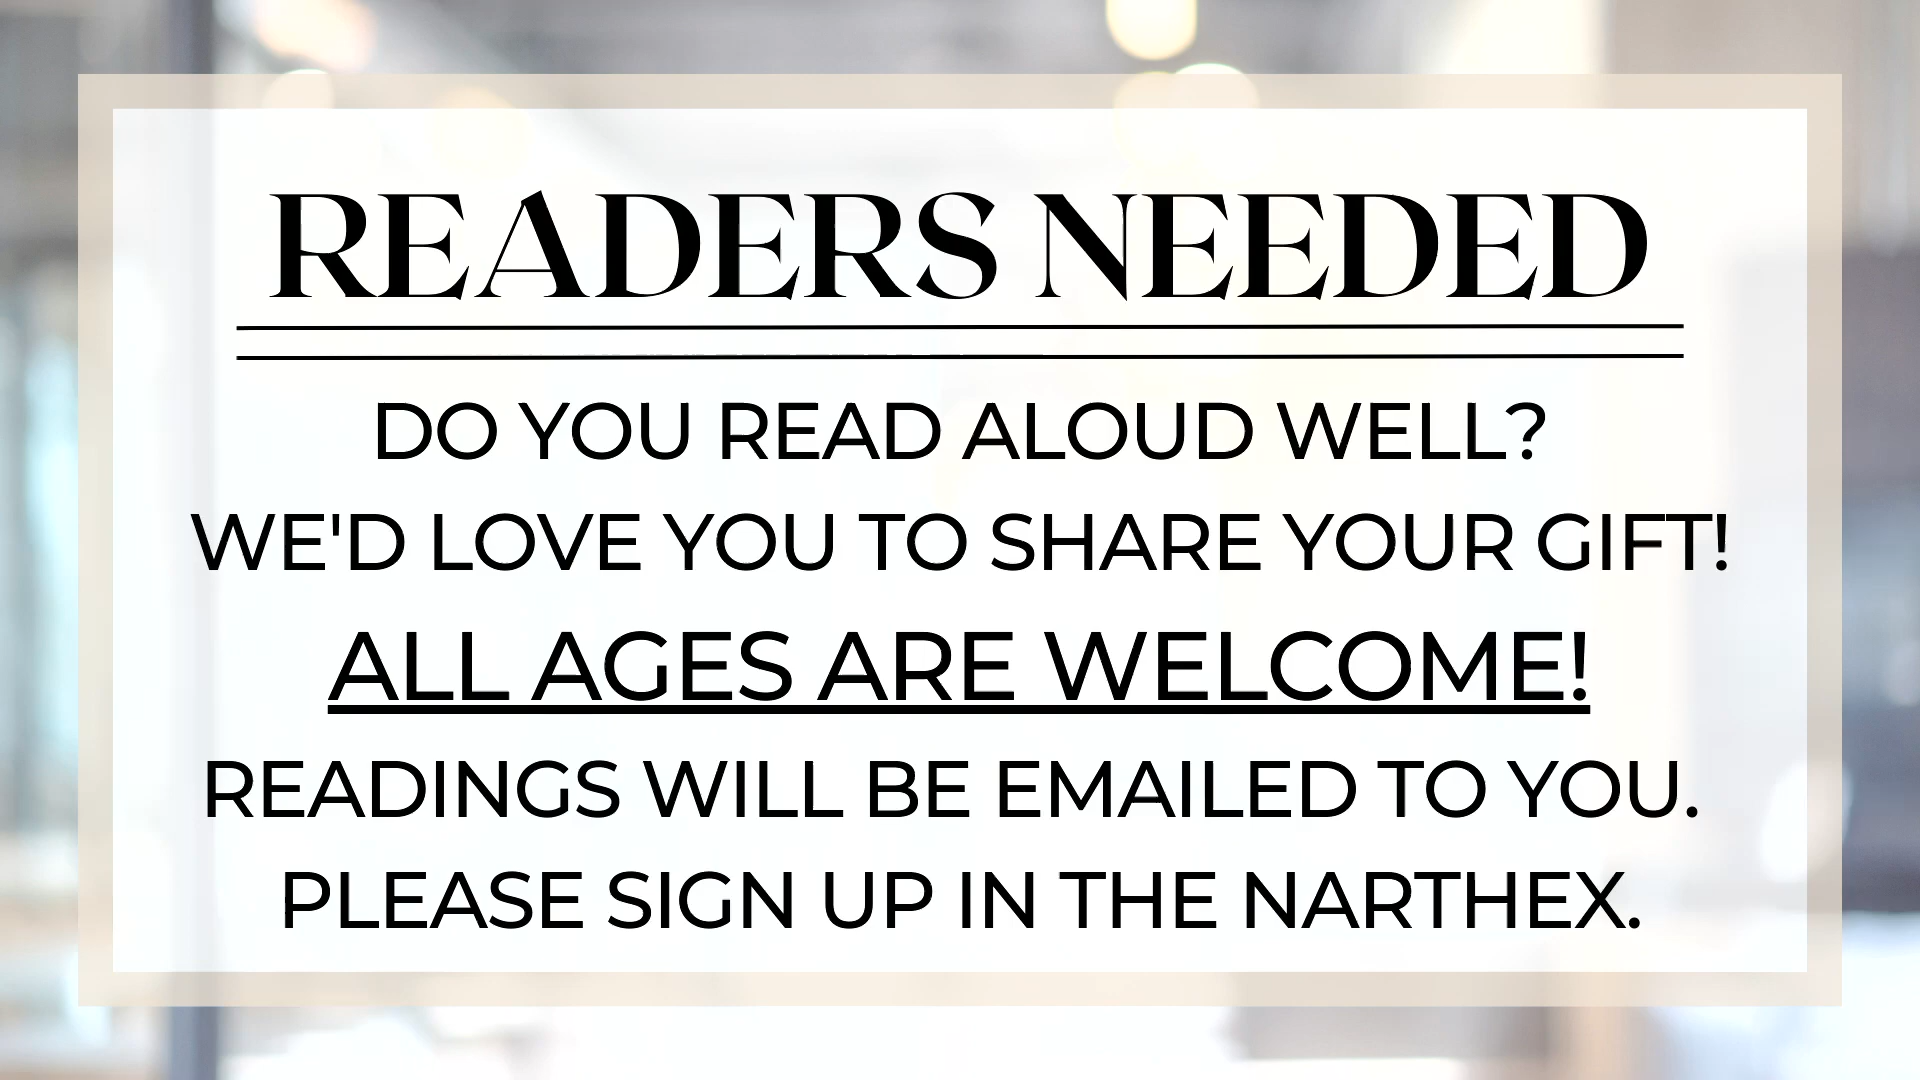 READERS NEEDED
DO YOU READ ALOUD WELL?
WE'D LOVE YOU TO SHARE YOUR GIFT!
ALL AGES ARE WELCOME!
READINGS WILL BE EMAILED TO YOU.
PLEASE SIGN UP IN THE NARTHEX.